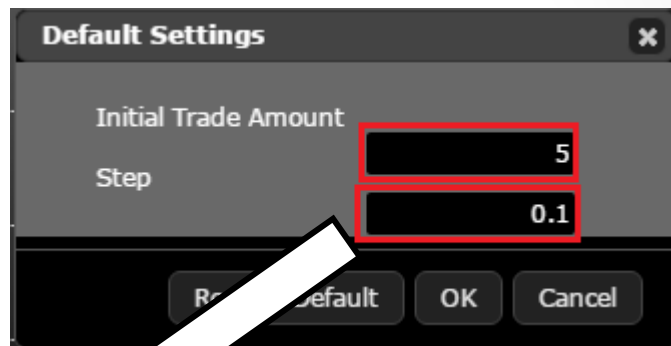 Default Settings
Initial Trade Amount
5
Step
0.1
Default
OK
Cancel